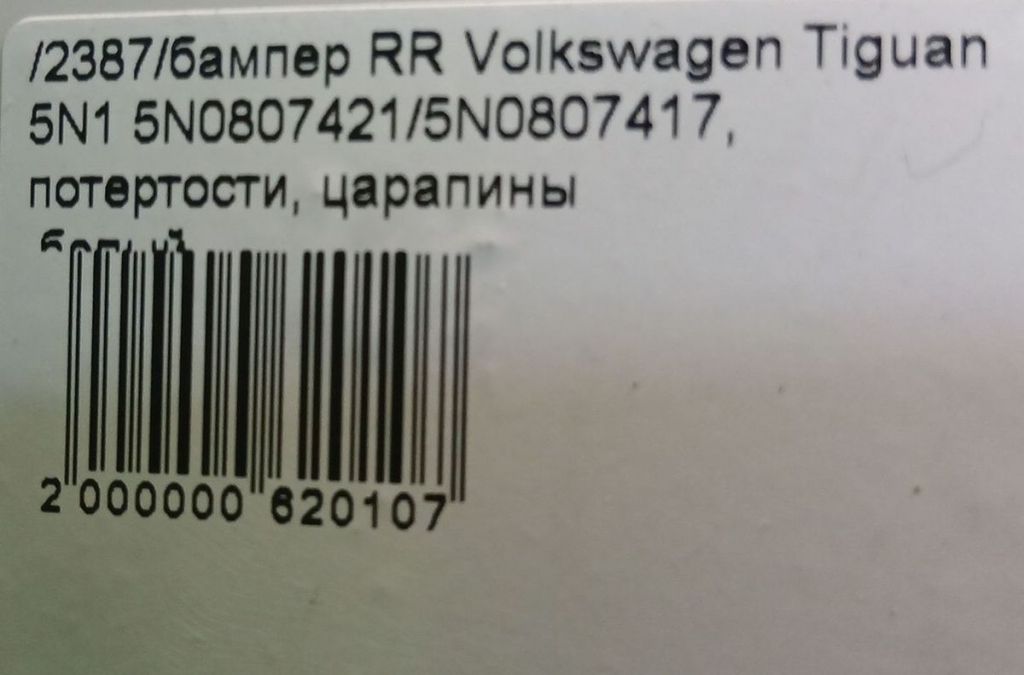 /2387/бампер RR Volkswagen Tiguan
5N1 5N0807421/5N0807417,
потертости, царапины
2 000000 620107